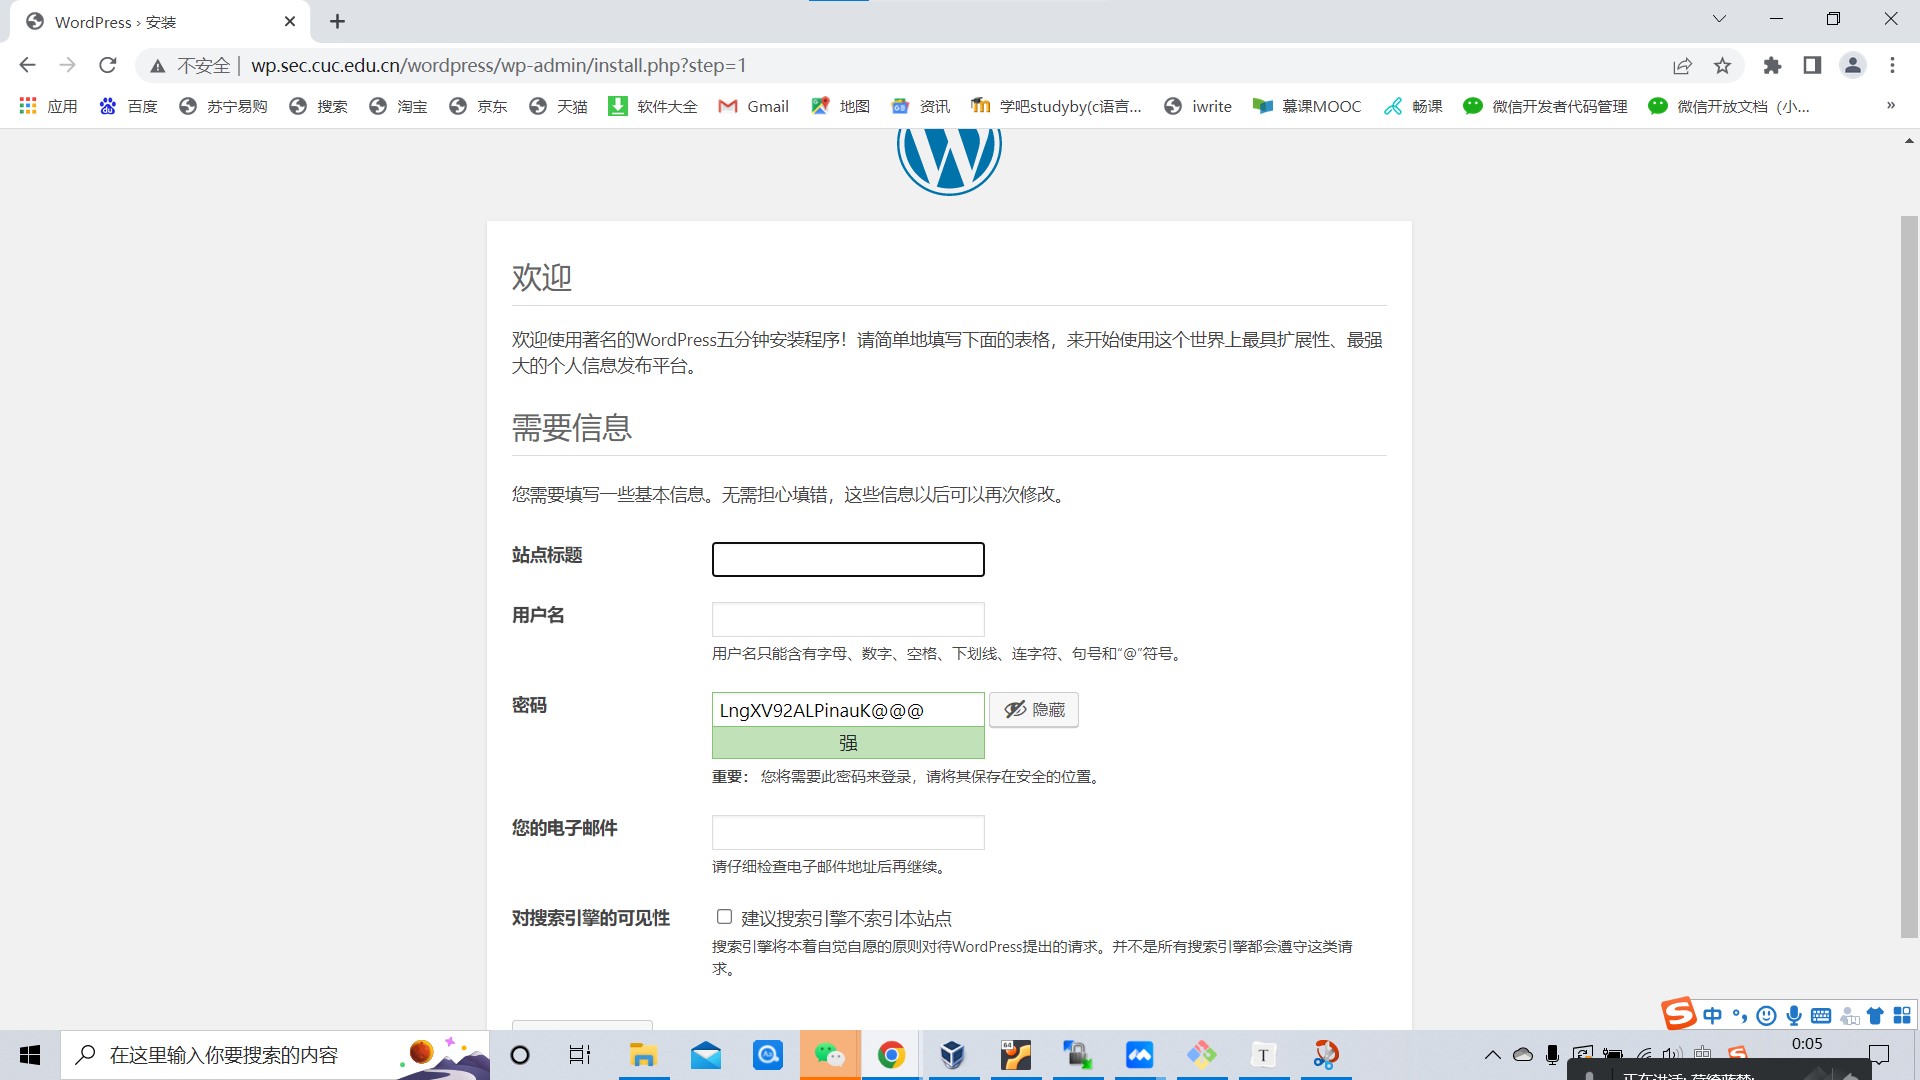 WordPress › 安装
不安全 | wp.sec.cuc.edu.cn/wordpress/wp-admin/install.php?step=1
应用 百度 苏宁易购 搜索 淘宝 京东 天猫 软件大全 Gmail 地图 资讯 学吧studyby(c语言... iwrite 慕课MOOC 畅课 微信开发者代码管理 微信开放文档（小... »
欢迎
欢迎使用著名的WordPress五分钟安装程序！请简单地填写下面的表格，来开始使用这个世界上最具扩展性、最强
大的个人信息发布平台。
需要信息
您需要填写一些基本信息。无需担心填错，这些信息以后可以再次修改。
站点标题
用户名
用户名只能含有字母、数字、空格、下划线、连字符、句号和“@”符号。
密码
LngXV92ALPinauK@@@ 隐藏
强
重要： 您将需要此密码来登录，请将其保存在安全的位置。
您的电子邮件
请仔细检查电子邮件地址后再继续。
对搜索引擎的可见性
建议搜索引擎不索引本站点
搜索引擎将本着自觉自愿的原则对待WordPress提出的请求。并不是所有搜索引擎都会遵守这类请
求。
中
在这里输入你要搜索的内容
64
T
0:05